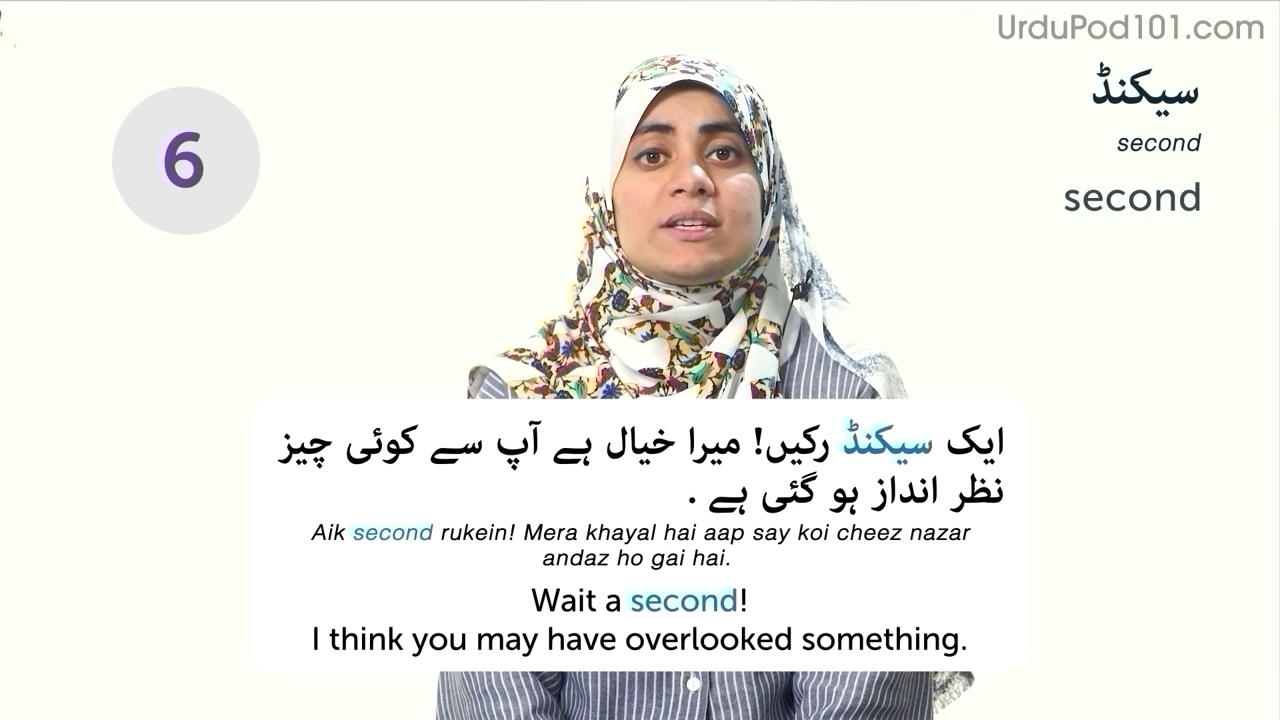 UrduPod101.com
6
سیکنڈ
second
second
ایک سیکنڈ رکیں! میرا خیال ہے آپ سے کوئی چیز
نظر انداز ہو گئی ہے .
Aik second rukein! Mera khayal hai aap say koi cheez nazar
andaz ho gai hai.
Wait a second!
I think you may have overlooked something.